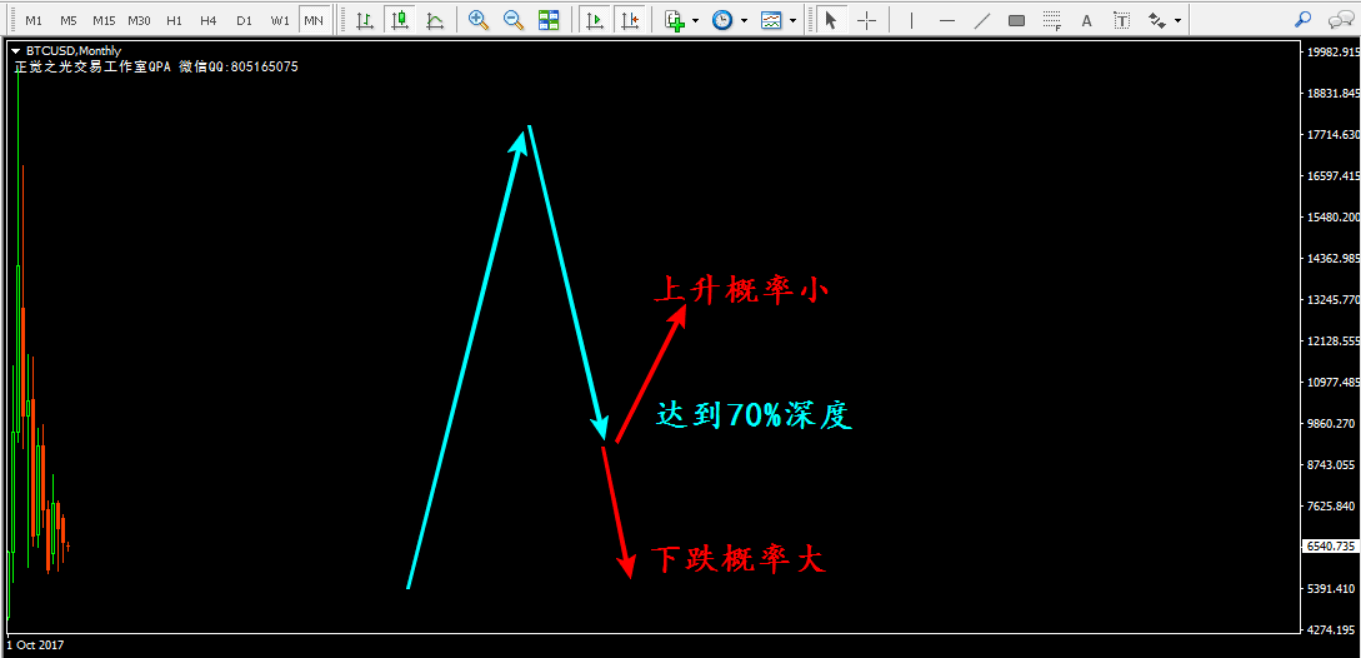 M1 M5 M15 M30 H1 H4 D1 W1 MN
BTCUSD,Monthly
正觉之光交易工作室QPA 微信QQ:805165075
上升概率小
达到70%深度
下跌概率大
19982.915
18831.845
17714.630
16597.415
15480.200
14362.985
13245.770
12128.555
10977.485
9860.270
8743.055
7625.840
6540.735
5391.410
4274.195
1 Oct 2017